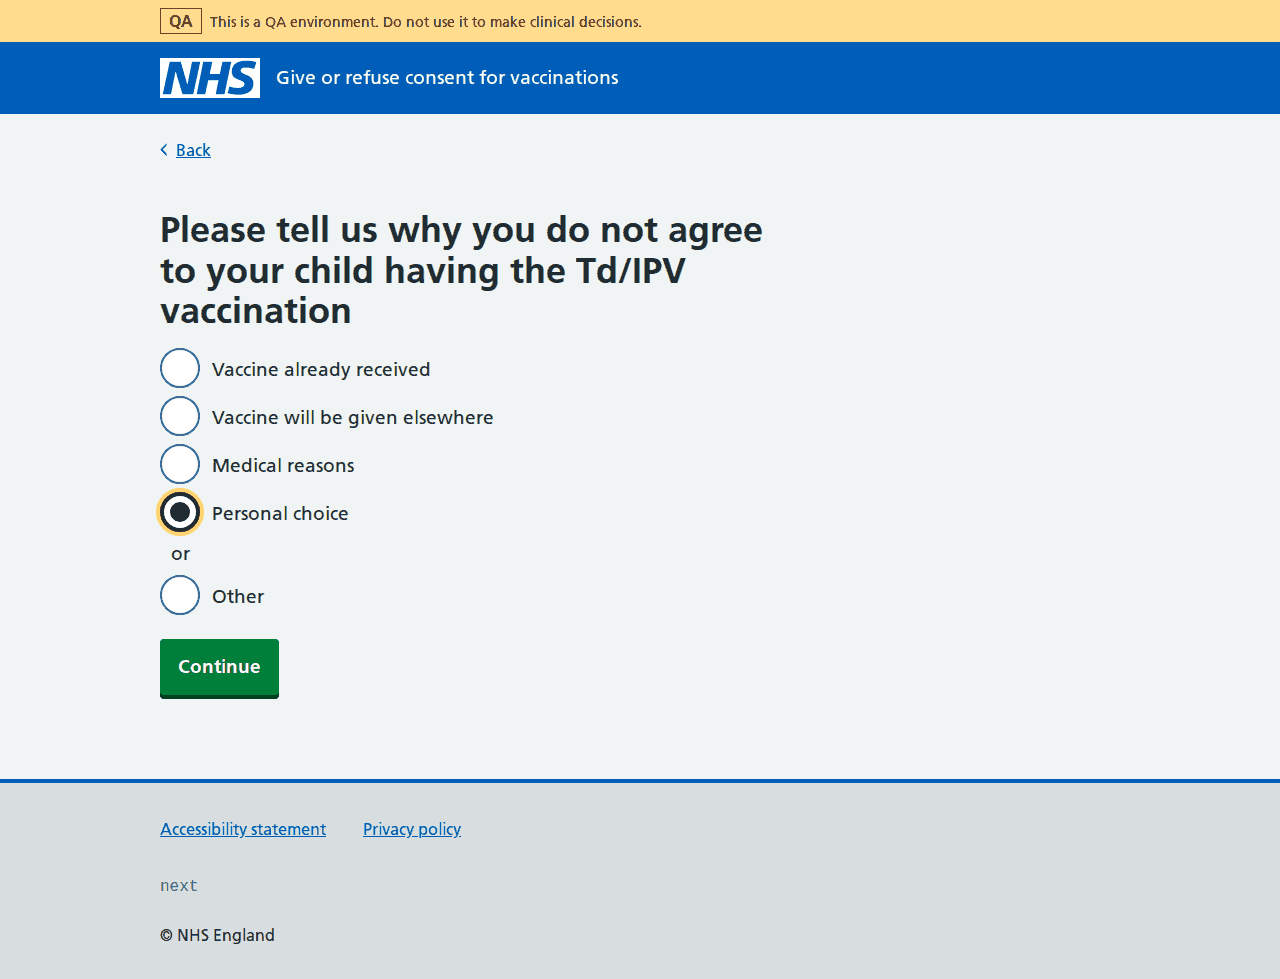 QA This is a QA environment. Do not use it to make clinical decisions.
NHS Give or refuse consent for vaccinations
Back
Please tell us why you do not agree
to your child having the Td/IPV
vaccination
Vaccine already received
Vaccine will be given elsewhere
Medical reasons
Personal choice
or
Other
Continue
Accessibility statement Privacy policy
next
© NHS England